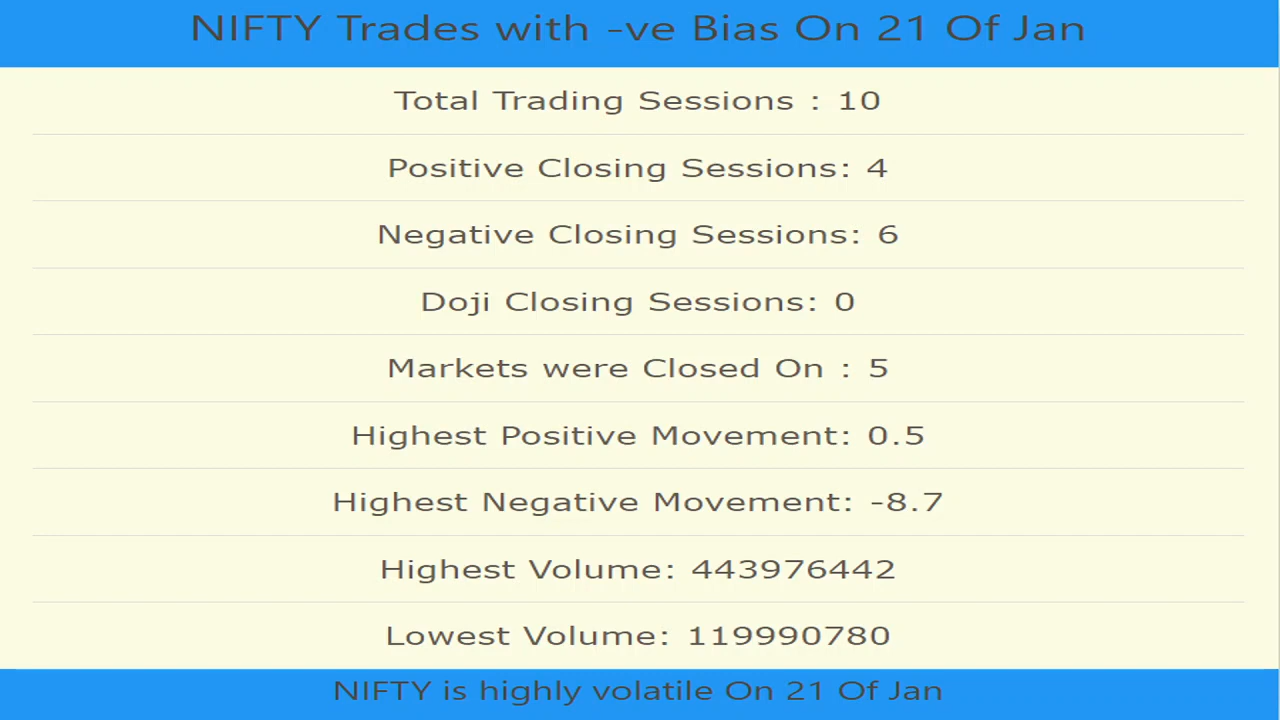 NIFTY Trades with -ve Bias On 21 Of Jan
Total Trading Sessions : 10
Positive Closing Sessions: 4
Negative Closing Sessions: 6
Doji Closing Sessions: 0
Markets were Closed On : 5
Highest Positive Movement: 0.5
Highest Negative Movement: -8.7
Highest Volume: 443976442
Lowest Volume: 119990780
NIFTY is highly volatile On 21 Of Jan